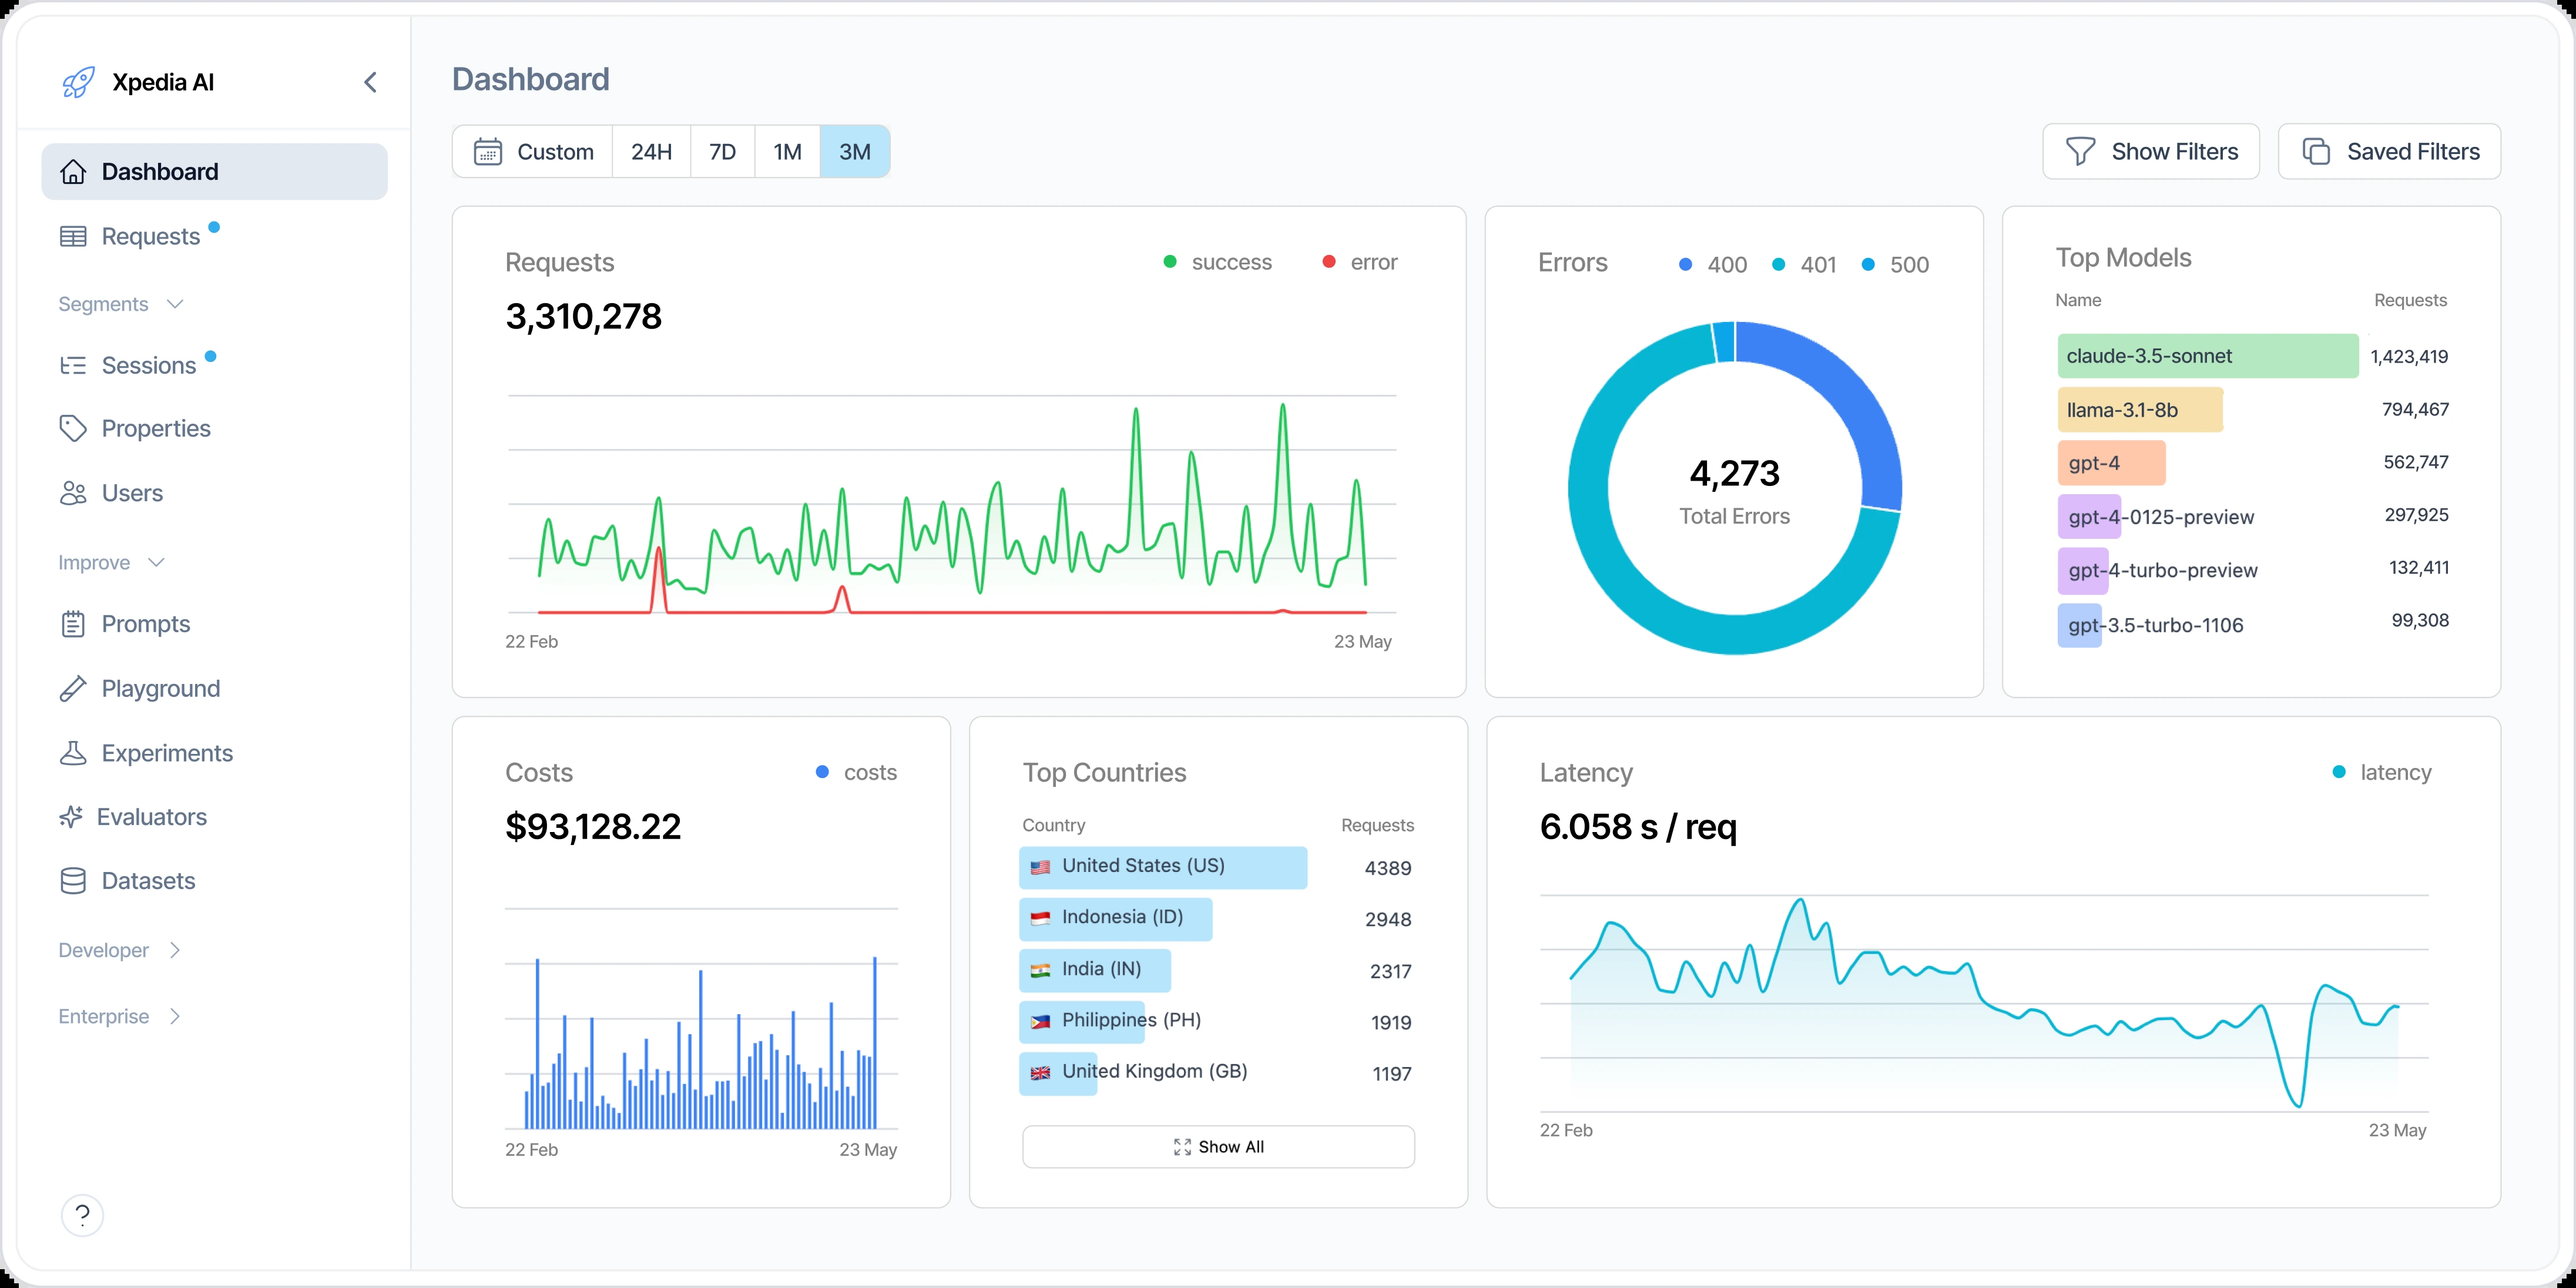 Xpedia AI
Dashboard
Requests
Segments
Sessions
Properties
Users
Improve
Prompts
Playground
Experiments
Evaluators
Datasets
Developer
Enterprise
?
Dashboard
Custom 24H 7D 1M 3M
Show Filters Saved Filters
Requests success error
3,310,278
22 Feb 23 May
Errors 400 401 500
4,273
Total Errors
Top Models
Name Requests
claude-3.5-sonnet 1,423,419
llama-3.1-8b 794,467
gpt-4 562,747
gpt-4-0125-preview 297,925
gpt-4-turbo-preview 132,411
gpt-3.5-turbo-1106 99,308
Costs costs
$93,128.22
22 Feb 23 May
Top Countries
Country Requests
United States (US) 4389
Indonesia (ID) 2948
India (IN) 2317
Philippines (PH) 1919
United Kingdom (GB) 1197
Show All
Latency latency
6.058 s / req
22 Feb 23 May